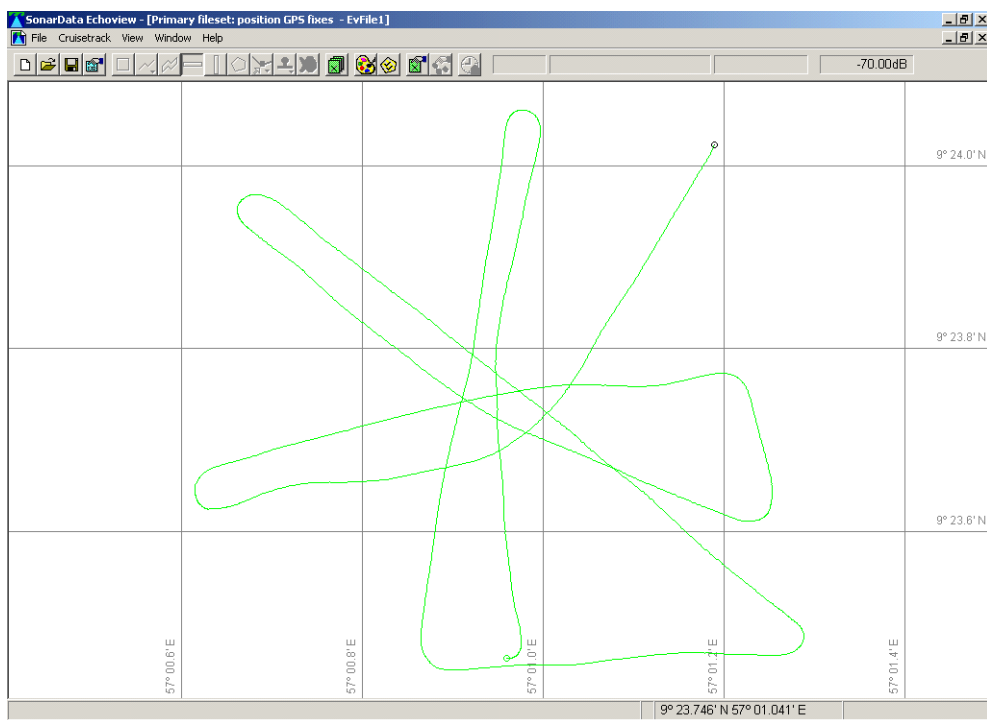 SonarData Echoview - [Primary fileset: position GPS fixes - EvFile1]
File Cruisetrack View Window Help
-70.00dB
9° 24.0' N
9° 23.8' N
9° 23.6' N
57° 00.6' E
57° 00.8' E
57° 01.0' E
57° 01.2' E
57° 01.4' E
9° 23.746' N 57° 01.041' E